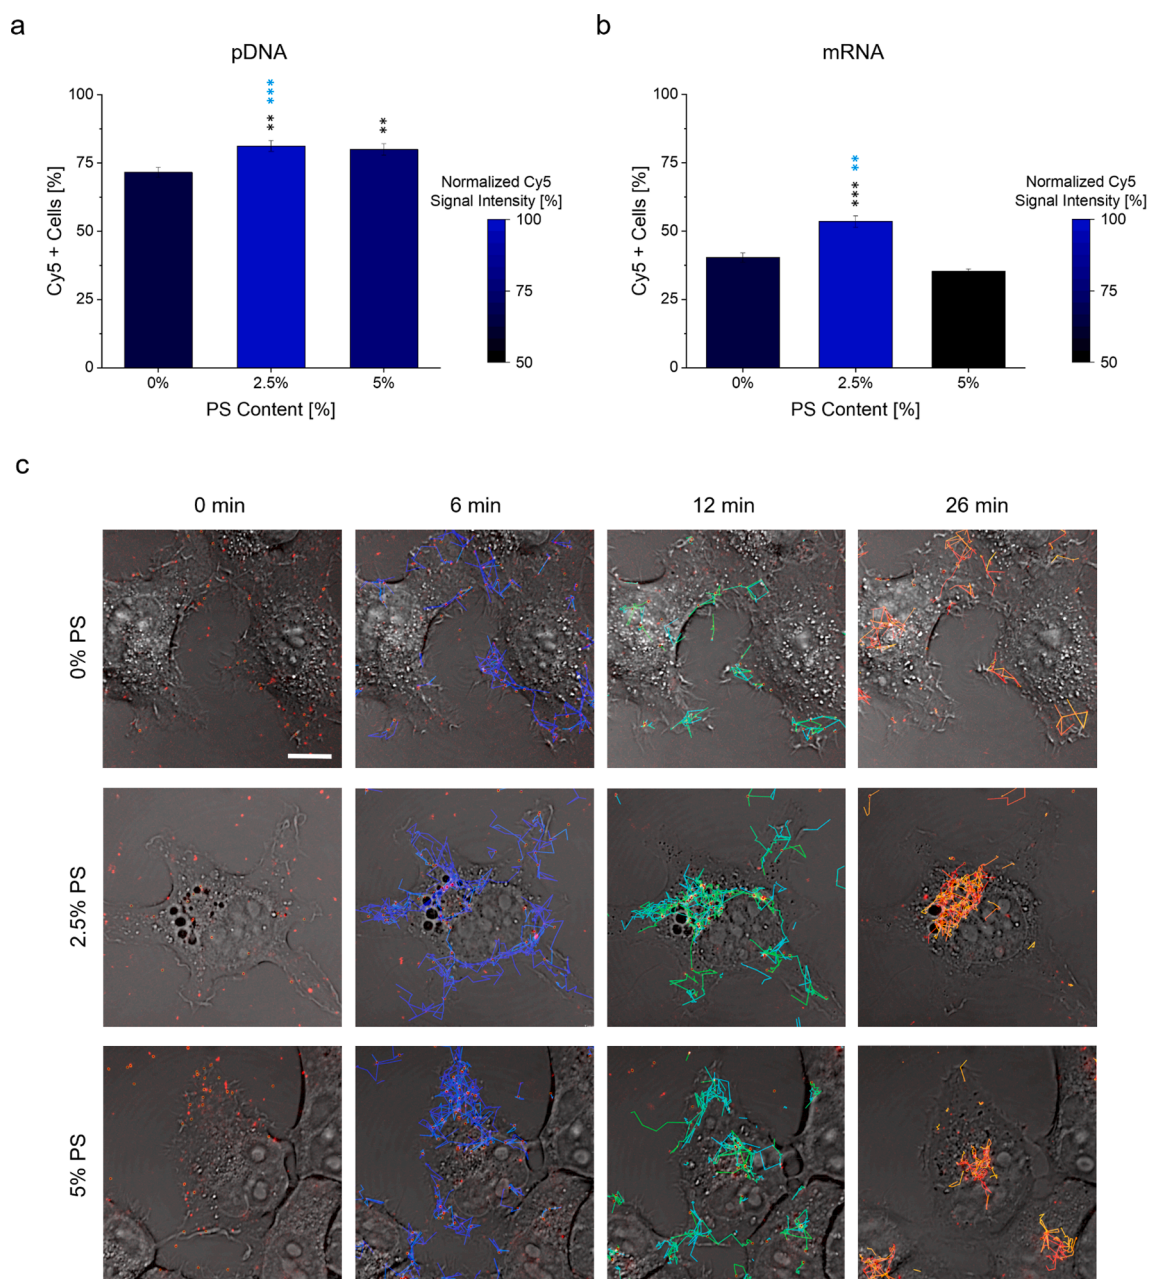 a
pDNA
Cy5 + Cells [%]
100
75
50
25
0
** ***
**
0%
2.5%
5%
PS Content [%]
Normalized Cy5
Signal Intensity [%]
100
75
50
b
mRNA
Cy5 + Cells [%]
100
75
50
25
0
*** **
0%
2.5%
5%
PS Content [%]
Normalized Cy5
Signal Intensity [%]
100
75
50
c
0 min
6 min
12 min
26 min
0% PS
2.5% PS
5% PS